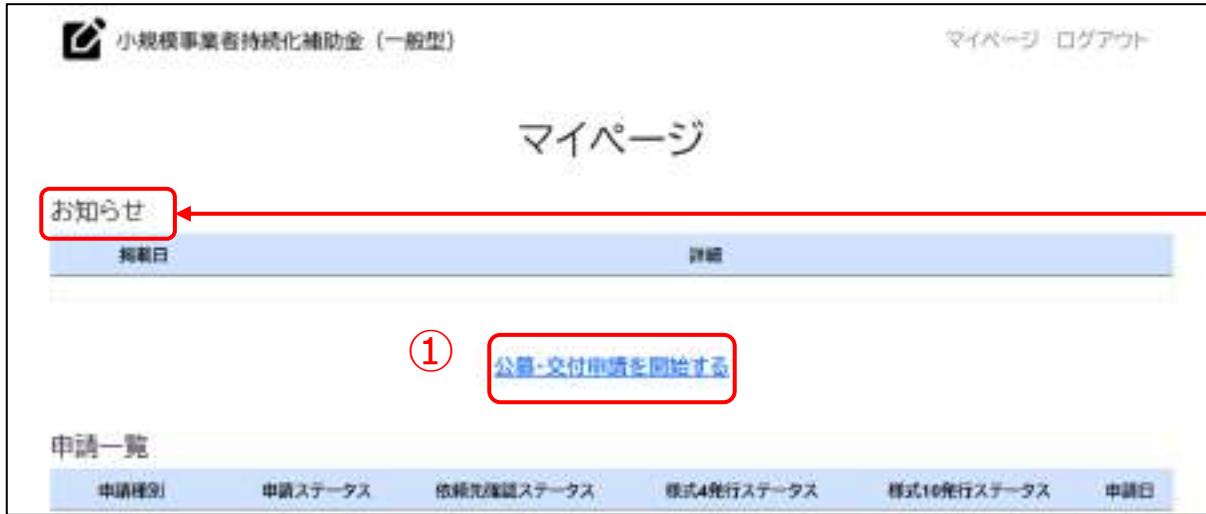 小規模事業者持続化補助金（一般型）
マイページ ログアウト
マイページ
お知らせ
掲載日 詳細
①
公募・交付申請を開始する
申請一覧
申請種別 申請ステータス 依頼先確認ステータス 様式4発行ステータス 様式10発行ステータス 申請日